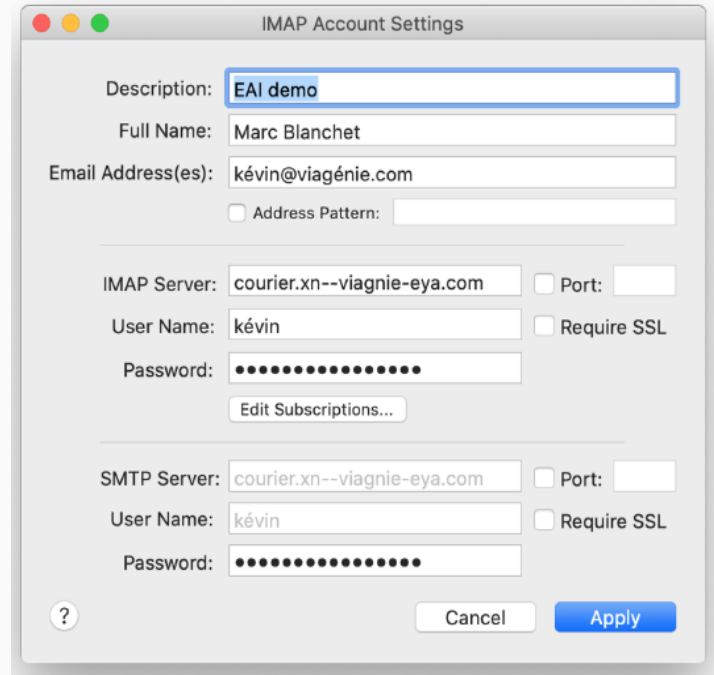 IMAP Account Settings
Description: EAI demo
Full Name: Marc Blanchet
Email Address(es): kévin@viagénie.com
Address Pattern:
IMAP Server: courier.xn--viagnie-eya.com Port:
User Name: kévin Require SSL
Password: ••••••••••••••••
Edit Subscriptions...
SMTP Server: courier.xn--viagnie-eya.com Port:
User Name: kévin Require SSL
Password: ••••••••••••••••
? Cancel Apply